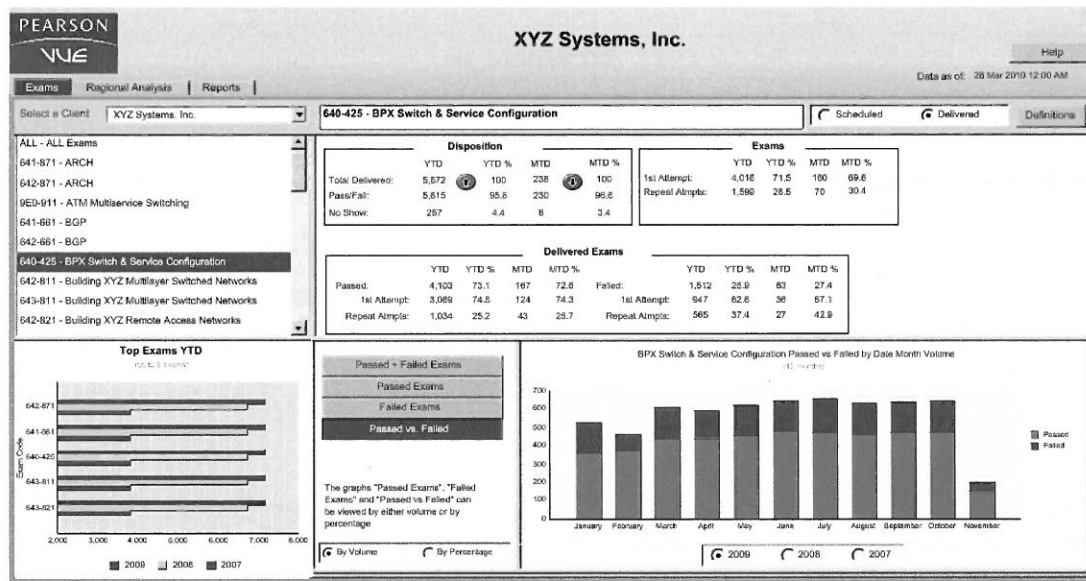 PEARSON
VUE
XYZ Systems, Inc.
Help
Data as of: 28 Mar 2010 12:00 AM
Exams | Regional Analysis | Reports |
Select a Client XYZ Systems, Inc.
640-425 - BPX Switch & Service Configuration
Scheduled Delivered Definitions
ALL - ALL Exams
641-871 - ARCH
642-871 - ARCH
9E0-911 - ATM Multiservice Switching
641-661 - BGP
642-661 - BGP
640-425 - BPX Switch & Service Configuration
642-811 - Building XYZ Multilayer Switched Networks
643-811 - Building XYZ Multilayer Switched Networks
642-821 - Building XYZ Remote Access Networks
Disposition
YTD YTD % MTD MTD %
Total Delivered: 5,872 100 238 100
Pass/Fail: 5,615 95.6 230 96.6
No Show: 257 4.4 8 3.4
Exams
YTD YTD % MTD MTD %
1st Attempt: 4,016 71.5 160 69.6
Repeat Atmpts: 1,599 28.5 70 30.4
Delivered Exams
YTD YTD % MTD MTD %
Passed: 4,103 73.1 167 72.6
1st Attempt: 3,069 74.8 124 74.3
Repeat Atmpts: 1,034 25.2 43 25.7
YTD YTD % MTD MTD %
Failed: 1,512 26.9 63 27.4
1st Attempt: 947 62.6 36 57.1
Repeat Atmpts: 565 37.4 27 42.9
Top Exams YTD
Exam Code
642-871
641-661
640-425
643-811
643-821
2,000 3,000 4,000 5,000 6,000 7,000 8,000
2009 2008 2007
Passed + Failed Exams
Passed Exams
Failed Exams
Passed vs. Failed
The graphs "Passed Exams", "Failed
Exams" and "Passed vs Failed" can
be viewed by either volume or by
percentage
By Volume By Percentage
BPX Switch & Service Configuration Passed vs Failed by Date Month Volume
(12 months)
700
600
500
400
300
200
100
0
January February March April May June July August September October November
Passed
Failed
2009 2008 2007